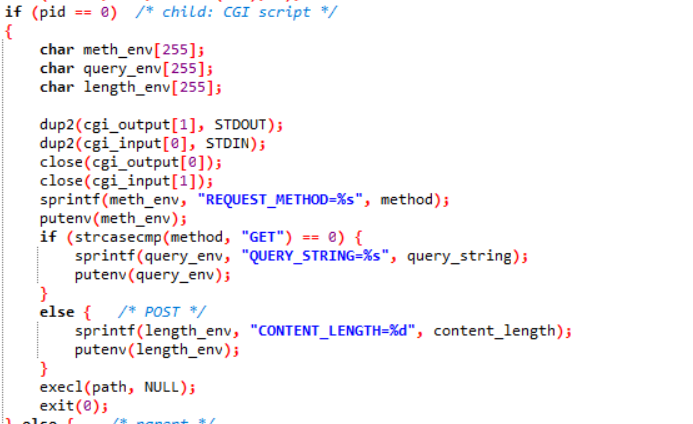 if (pid == 0)  /* child: CGI script */
{
    char meth_env[255];
    char query_env[255];
    char length_env[255];

    dup2(cgi_output[1], STDOUT);
    dup2(cgi_input[0], STDIN);
    close(cgi_output[0]);
    close(cgi_input[1]);
    sprintf(meth_env, "REQUEST_METHOD=%s", method);
    putenv(meth_env);
    if (strcasecmp(method, "GET") == 0) {
        sprintf(query_env, "QUERY_STRING=%s", query_string);
        putenv(query_env);
    }
    else {   /* POST */
        sprintf(length_env, "CONTENT_LENGTH=%d", content_length);
        putenv(length_env);
    }
    execl(path, NULL);
    exit(0);
} else {    /* parent */